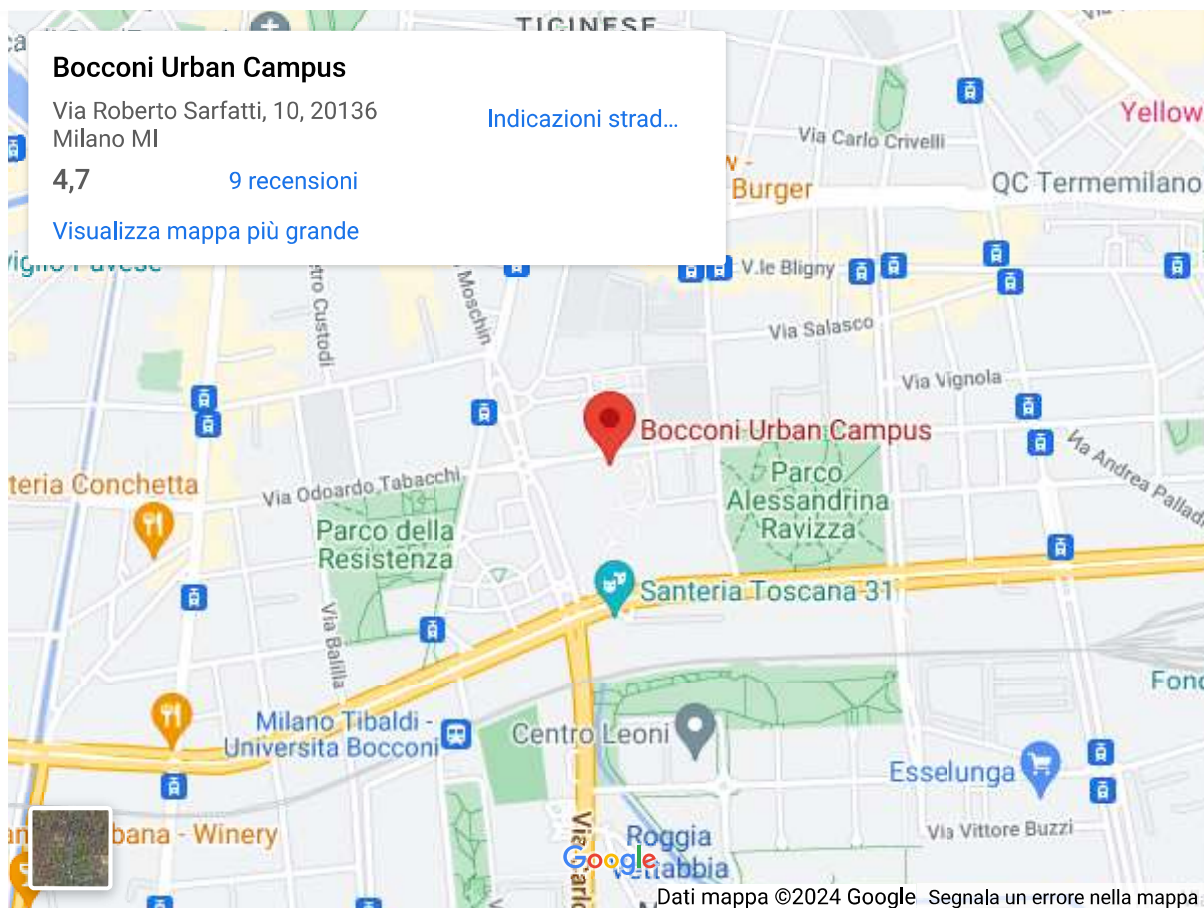 TICINESE
Bocconi Urban Campus
Via Roberto Sarfatti, 10, 20136
Milano MI
Indicazioni strad...
4,7
9 recensioni
Visualizza mappa più grande
Yellow
Via Carlo Crivelli
Burger
QC Termemilano
V.le Bligny
Moschin
Custodi
Via Salasco
Via Vignola
Bocconi Urban Campus
Conchetta
Via Odoardo Tabacchi
Via Andrea Pallad
Parco
Alessandrina
Ravizza
Parco della
Resistenza
Santeria Toscana 31
Via Balilla
Milano Tibaldi -
Universita Bocconi
Centro Leoni
Esselunga
- Winery
Via
Roggia
Google
Via Vittore Buzzi
Dati mappa ©2024 Google
Segnala un errore nella mappa